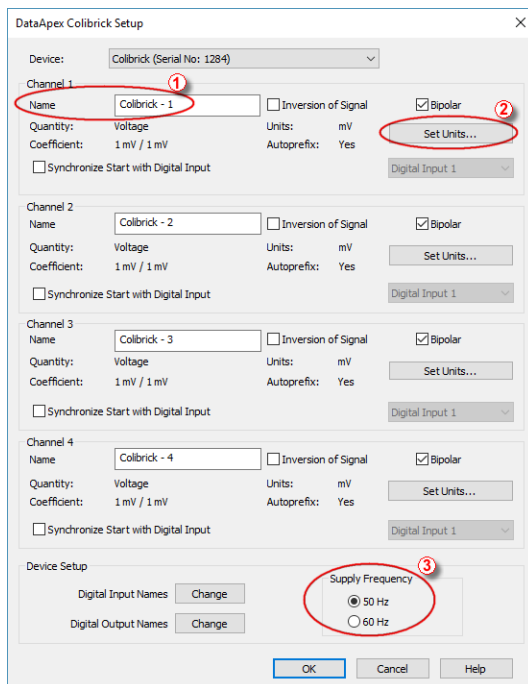 DataApex Colibrick Setup
Device: Colibrick (Serial No: 1284)
Channel 1
1
Name Colibrick - 1 Inversion of Signal Bipolar
2
Quantity: Voltage Units: mV Set Units...
Coefficient: 1 mV / 1 mV Autoprefix: Yes
Synchronize Start with Digital Input Digital Input 1
Channel 2
Name Colibrick - 2 Inversion of Signal Bipolar
Quantity: Voltage Units: mV Set Units...
Coefficient: 1 mV / 1 mV Autoprefix: Yes
Synchronize Start with Digital Input Digital Input 1
Channel 3
Name Colibrick - 3 Inversion of Signal Bipolar
Quantity: Voltage Units: mV Set Units...
Coefficient: 1 mV / 1 mV Autoprefix: Yes
Synchronize Start with Digital Input Digital Input 1
Channel 4
Name Colibrick - 4 Inversion of Signal Bipolar
Quantity: Voltage Units: mV Set Units...
Coefficient: 1 mV / 1 mV Autoprefix: Yes
Synchronize Start with Digital Input Digital Input 1
Device Setup
3
Supply Frequency
Digital Input Names Change 50 Hz
Digital Output Names Change 60 Hz
OK Cancel Help